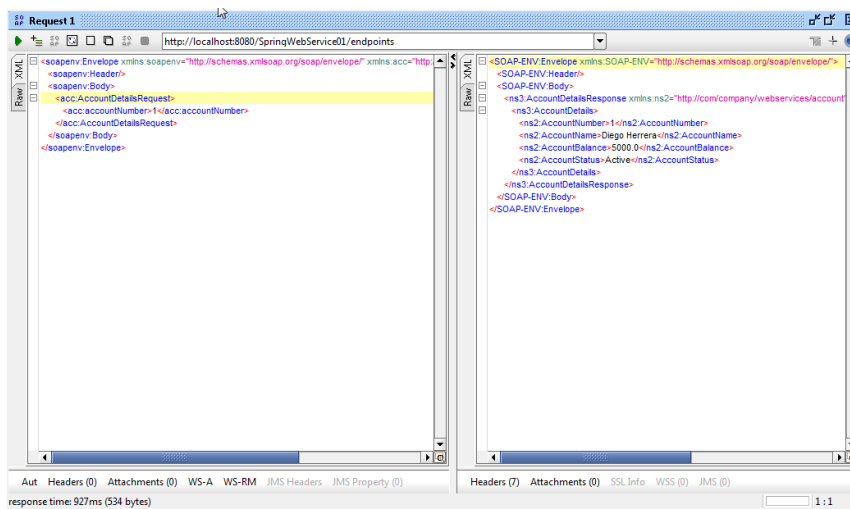 Request 1
http://localhost:8080/SpringWebService01/endpoints
XML
Raw
<soapenv:Envelope xmlns:soapenv="http://schemas.xmlsoap.org/soap/envelope/" xmlns:acc="http:
<soapenv:Header/>
<soapenv:Body>
<acc:AccountDetailsRequest>
<acc:accountNumber>1</acc:accountNumber>
</acc:AccountDetailsRequest>
</soapenv:Body>
</soapenv:Envelope>
XML
Raw
<SOAP-ENV:Envelope xmlns:SOAP-ENV="http://schemas.xmlsoap.org/soap/envelope/">
<SOAP-ENV:Header/>
<SOAP-ENV:Body>
<ns3:AccountDetailsResponse xmlns:ns2="http://com/company/webservices/account"
<ns3:AccountDetails>
<ns2:AccountNumber>1</ns2:AccountNumber>
<ns2:AccountName>Diego Herrera</ns2:AccountName>
<ns2:AccountBalance>5000.0</ns2:AccountBalance>
<ns2:AccountStatus>Active</ns2:AccountStatus>
</ns3:AccountDetails>
</ns3:AccountDetailsResponse>
</SOAP-ENV:Body>
</SOAP-ENV:Envelope>
Aut Headers (0) Attachments (0) WS-A WS-RM JMS Headers JMS Property (0)
Headers (7) Attachments (0) SSL Info WSS (0) JMS (0)
response time: 927ms (534 bytes)
1 : 1